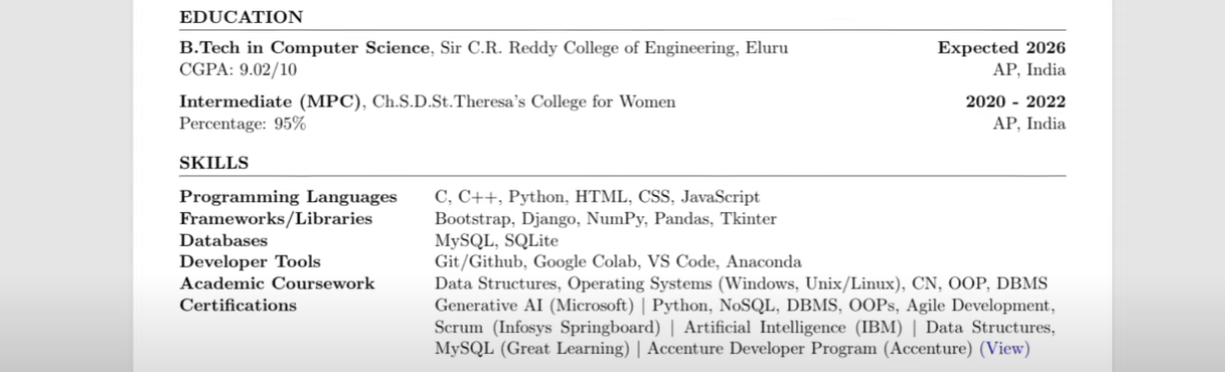 EDUCATION
B.Tech in Computer Science, Sir C.R. Reddy College of Engineering, Eluru Expected 2026
CGPA: 9.02/10 AP, India
Intermediate (MPC), Ch.S.D.St.Theresa's College for Women 2020 - 2022
Percentage: 95% AP, India
SKILLS
Programming Languages C, C++, Python, HTML, CSS, JavaScript
Frameworks/Libraries Bootstrap, Django, NumPy, Pandas, Tkinter
Databases MySQL, SQLite
Developer Tools Git/Github, Google Colab, VS Code, Anaconda
Academic Coursework Data Structures, Operating Systems (Windows, Unix/Linux), CN, OOP, DBMS
Certifications Generative AI (Microsoft) | Python, NoSQL, DBMS, OOPs, Agile Development,
Scrum (Infosys Springboard) | Artificial Intelligence (IBM) | Data Structures,
MySQL (Great Learning) | Accenture Developer Program (Accenture) (View)